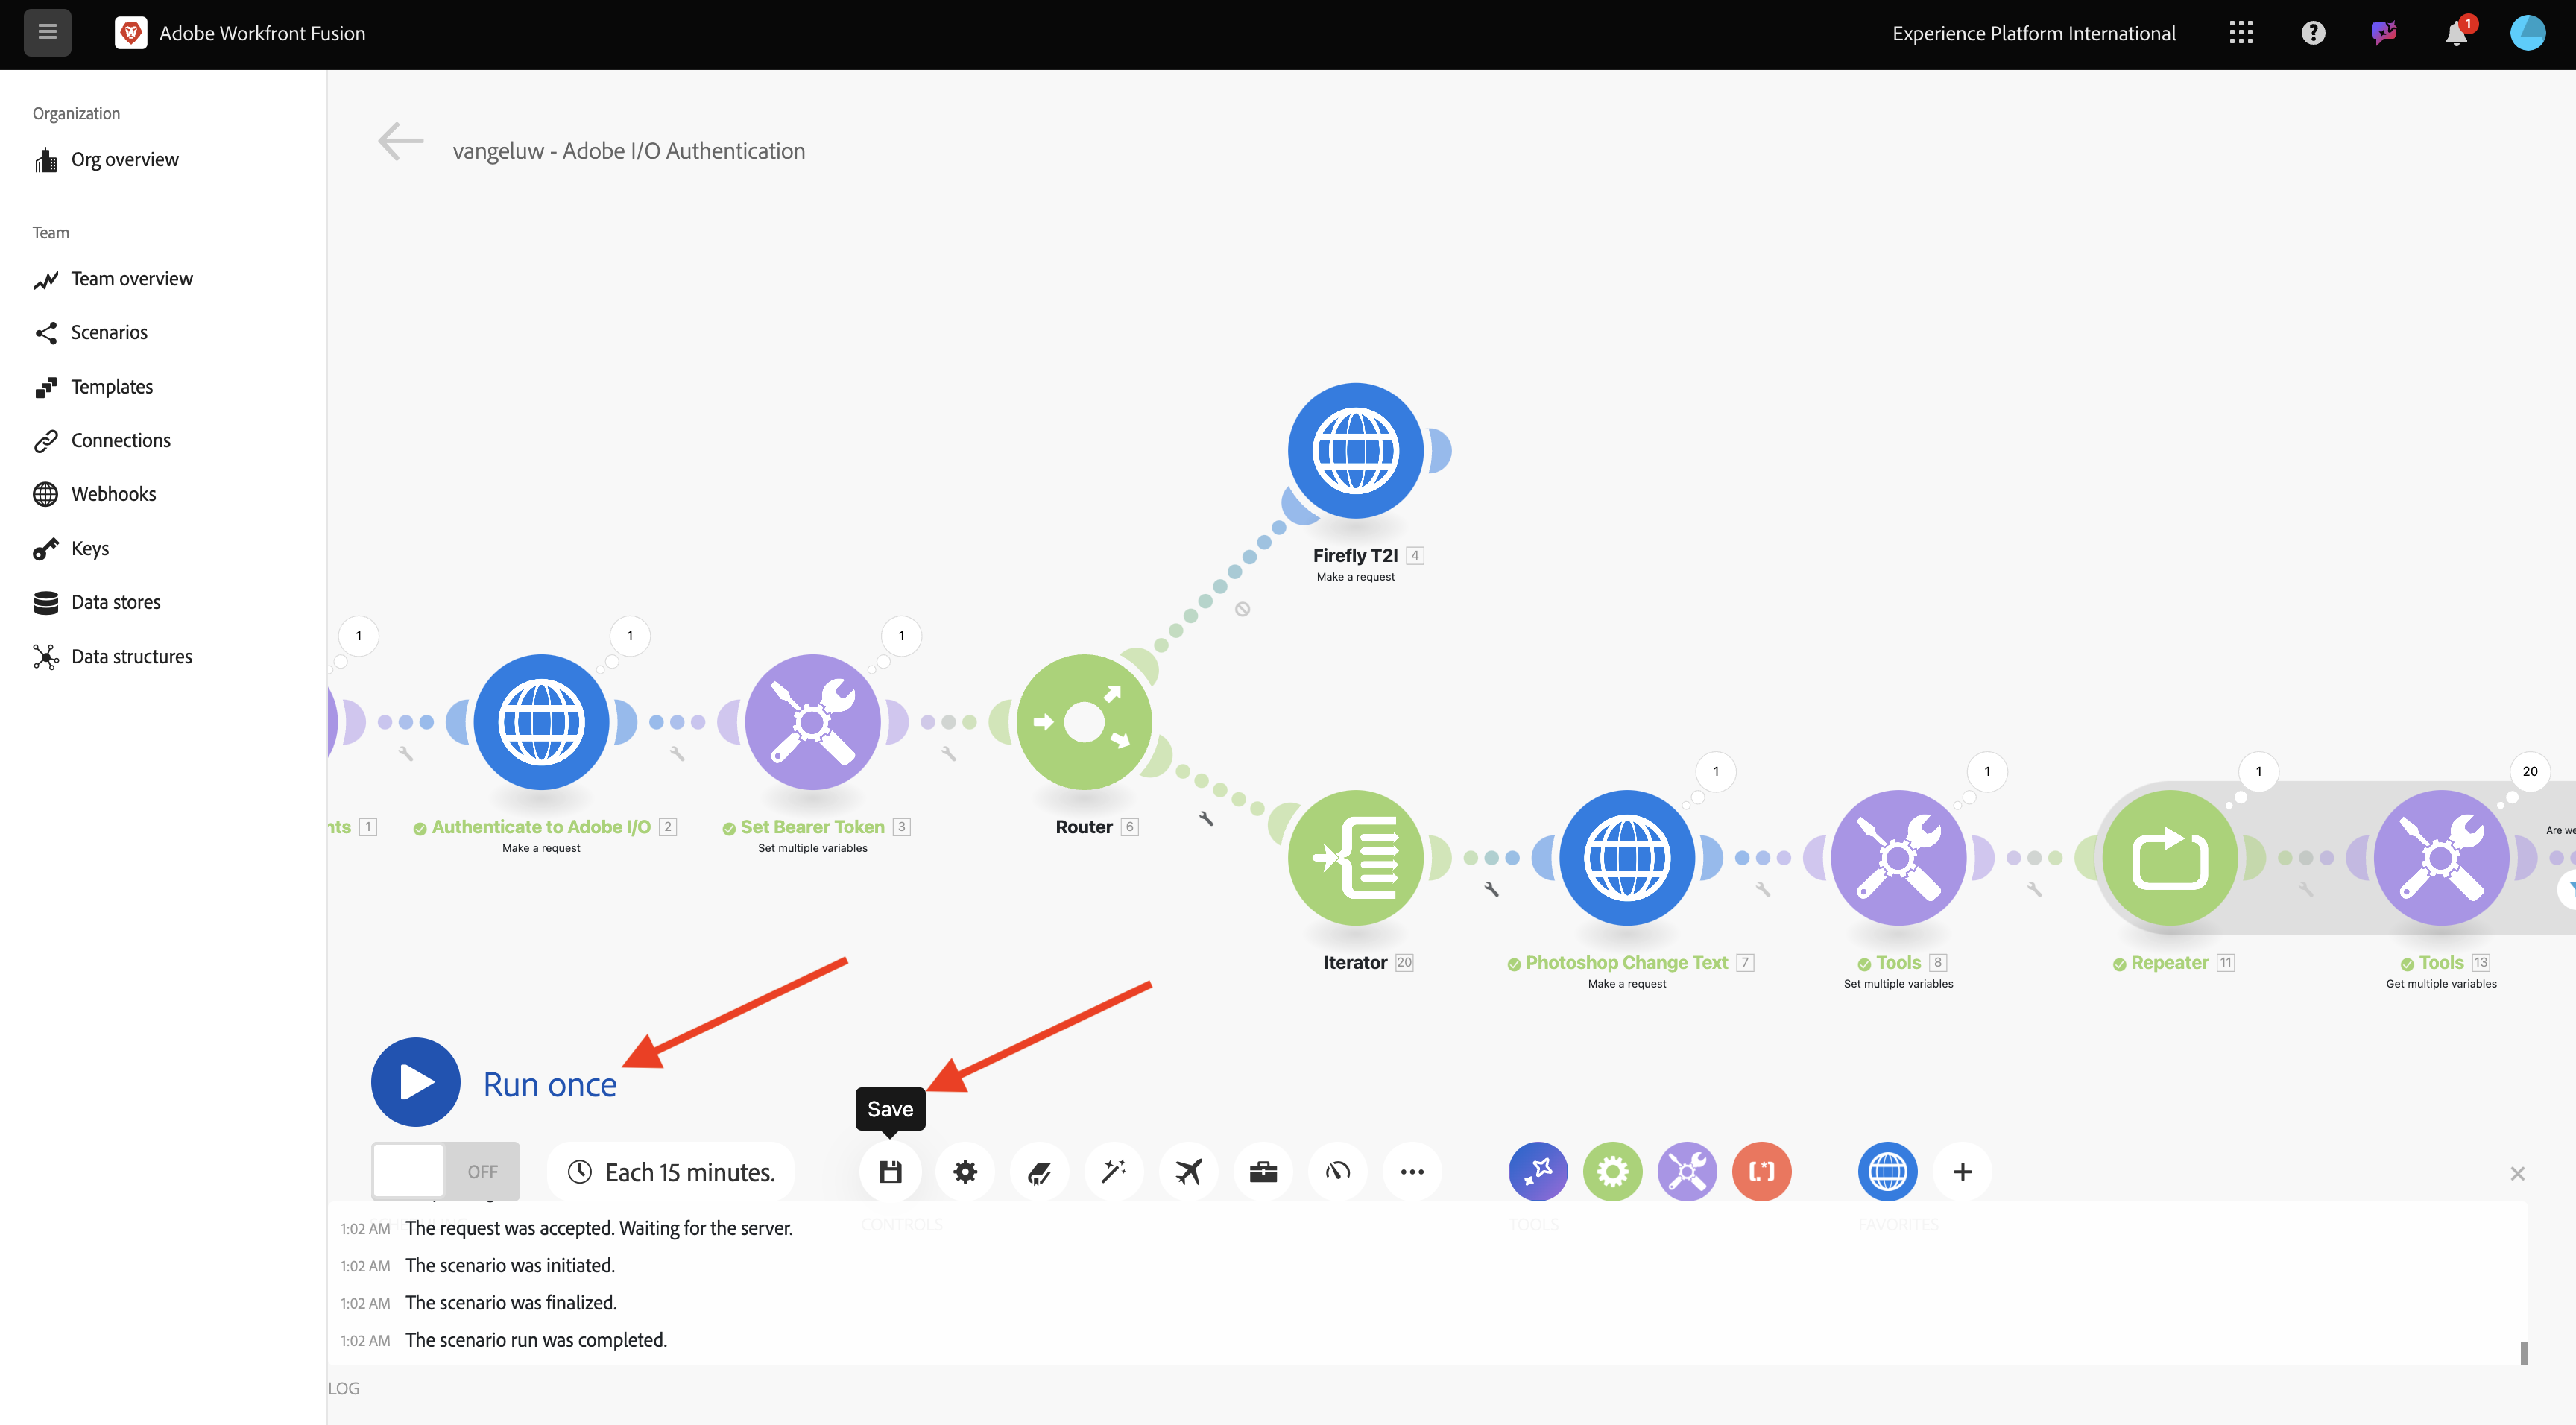 Adobe Workfront Fusion
Experience Platform International
1
Organization
Org overview
Team
Team overview
Scenarios
Templates
Connections
Webhooks
Keys
Data stores
Data structures
vangeluw - Adobe I/O Authentication
Firefly T2I 4
Make a request
1
1
1
nts 1
Authenticate to Adobe I/O 2
Make a request
Set Bearer Token 3
Set multiple variables
Router 6
1
1
1
20
Are we
Iterator 20
Photoshop Change Text 7
Make a request
Tools 8
Set multiple variables
Repeater 11
Tools 13
Get multiple variables
Run once
Save
OFF
Each 15 minutes.
CONTROLS
TOOLS
FAVORITES
1:02 AM The request was accepted. Waiting for the server.
1:02 AM The scenario was initiated.
1:02 AM The scenario was finalized.
1:02 AM The scenario run was completed.
LOG